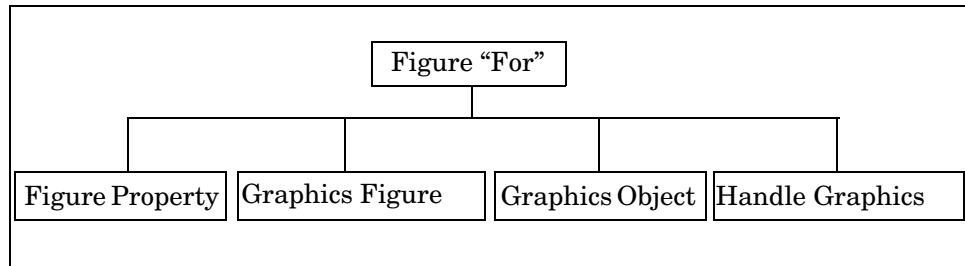 Figure “For”
Figure Property
Graphics Figure
Graphics Object
Handle Graphics